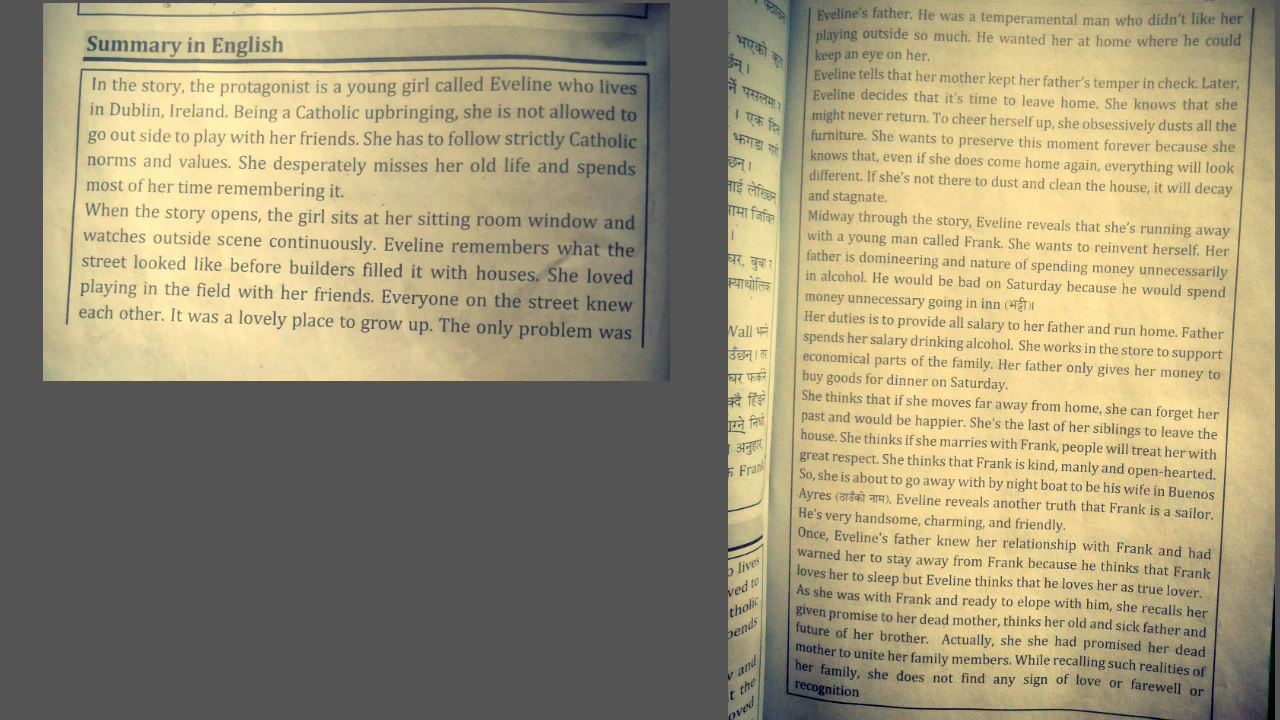 Summary in English
In the story, the protagonist is a young girl called Eveline who lives
in Dublin, Ireland. Being a Catholic upbringing, she is not allowed to
go out side to play with her friends. She has to follow strictly Catholic
norms and values. She desperately misses her old life and spends
most of her time remembering it.
When the story opens, the girl sits at her sitting room window and
watches outside scene continuously. Eveline remembers what the
street looked like before builders filled it with houses. She loved
playing in the field with her friends. Everyone on the street knew
each other. It was a lovely place to grow up. The only problem was
Eveline's father. He was a temperamental man who didn't like her
playing outside so much. He wanted her at home where he could
keep an eye on her.
Eveline tells that her mother kept her father's temper in check. Later,
Eveline decides that it's time to leave home. She knows that she
might never return. To cheer herself up, she obsessively dusts all the
furniture. She wants to preserve this moment forever because she
knows that, even if she does come home again, everything will look
different. If she's not there to dust and clean the house, it will decay
and stagnate.
Midway through the story, Eveline reveals that she's running away
with a young man called Frank. She wants to reinvent herself. Her
father is domineering and nature of spending money unnecessarily
in alcohol. He would be bad on Saturday because he would spend
money unnecessary going in inn (भट्टी)।
Her duties is to provide all salary to her father and run home. Father
spends her salary drinking alcohol. She works in the store to support
economical parts of the family. Her father only gives her money to
buy goods for dinner on Saturday.
She thinks that if she moves far away from home, she can forget her
past and would be happier. She's the last of her siblings to leave the
house. She thinks if she marries with Frank, people will treat her with
great respect. She thinks that Frank is kind, manly and open-hearted.
So, she is about to go away with by night boat to be his wife in Buenos
Ayres (ठाउँको नाम). Eveline reveals another truth that Frank is a sailor.
He's very handsome, charming, and friendly.
Once, Eveline's father knew her relationship with Frank and had
warned her to stay away from Frank because he thinks that Frank
loves her to sleep but Eveline thinks that he loves her as true lover.
As she was with Frank and ready to elope with him, she recalls her
given promise to her dead mother, thinks her old and sick father and
future of her brother. Actually, she she had promised her dead
mother to unite her family members. While recalling such realities of
her family, she does not find any sign of love or farewell or
recognition